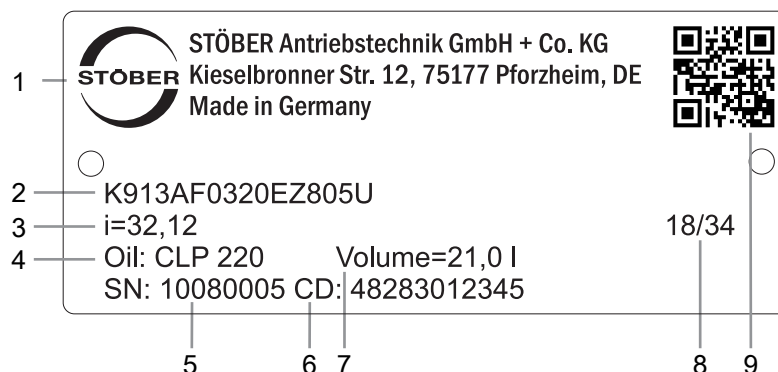 STÖBER Antriebstechnik GmbH + Co. KG
1 STÖBER Kieselbronner Str. 12, 75177 Pforzheim, DE
Made in Germany
2 K913AF0320EZ805U
3 i=32,12 18/34
4 Oil: CLP 220 Volume=21,0 l
SN: 10080005 CD: 48283012345
5 6 7 8 9